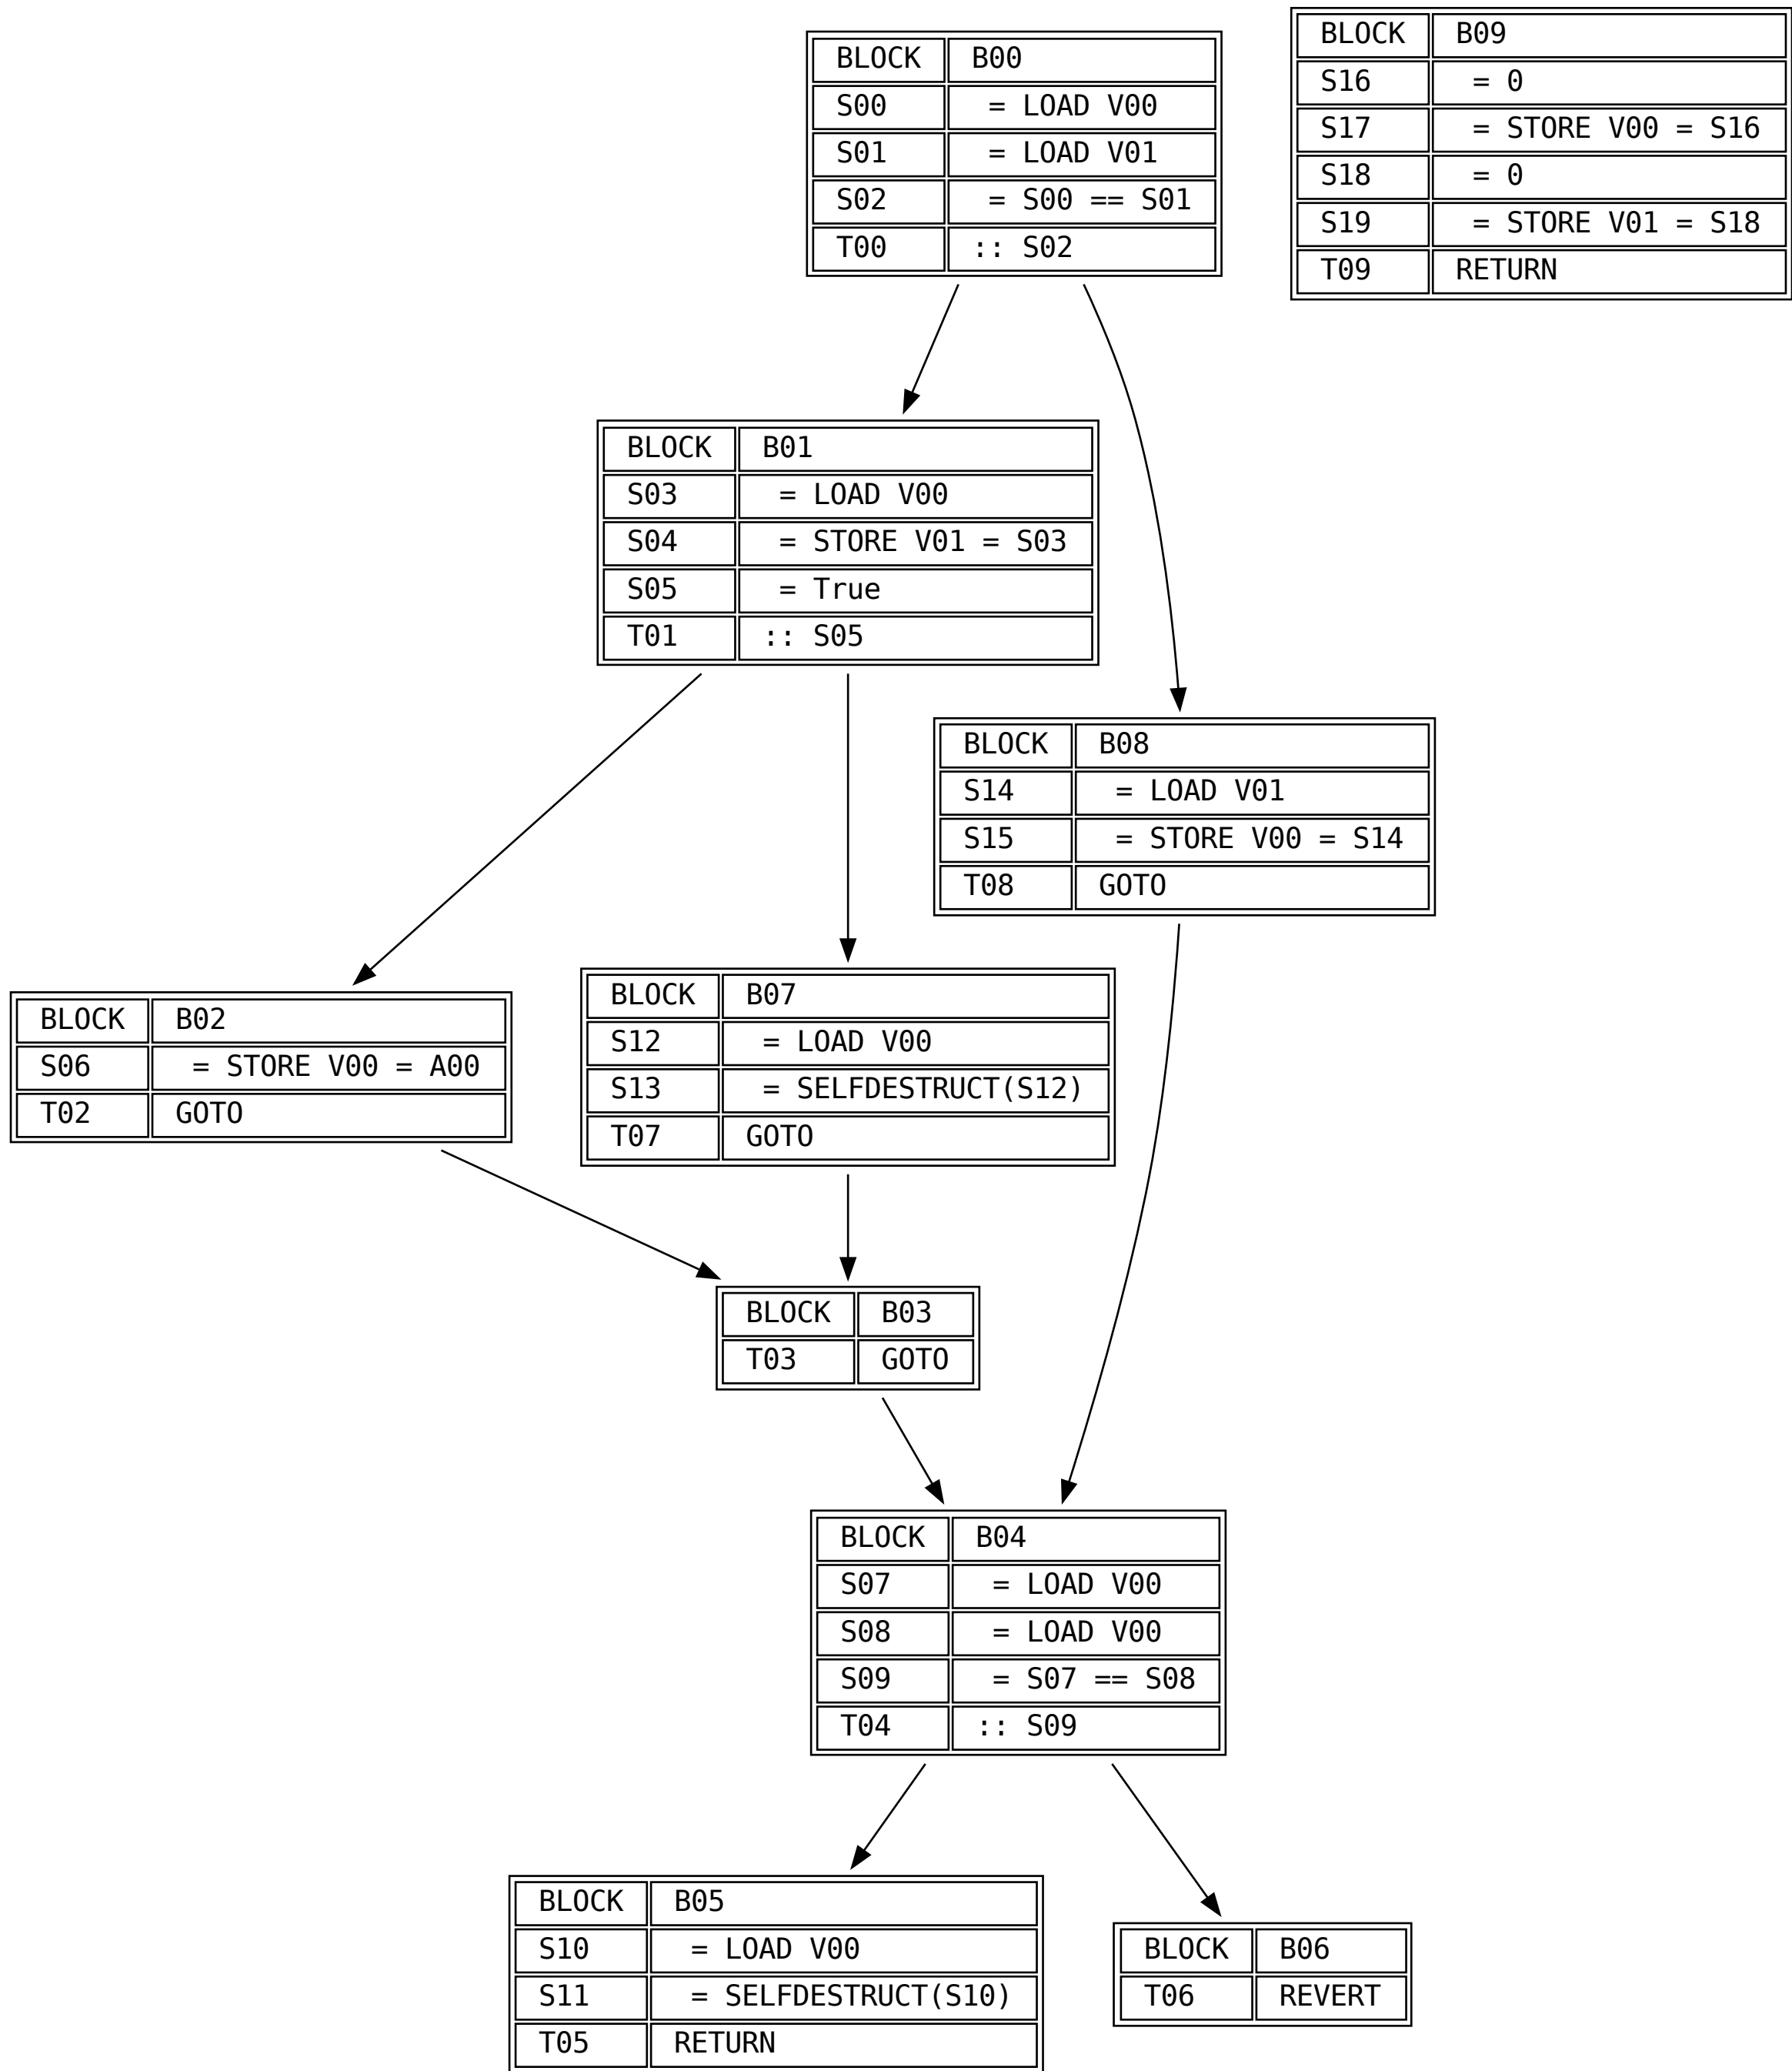 BLOCK B00
S00 = LOAD V00
S01 = LOAD V01
S02 = S00 == S01
T00 :: S02
BLOCK B09
S16 = 0
S17 = STORE V00 = S16
S18 = 0
S19 = STORE V01 = S18
T09 RETURN
BLOCK B01
S03 = LOAD V00
S04 = STORE V01 = S03
S05 = True
T01 :: S05
BLOCK B08
S14 = LOAD V01
S15 = STORE V00 = S14
T08 GOTO
BLOCK B02
S06 = STORE V00 = A00
T02 GOTO
BLOCK B07
S12 = LOAD V00
S13 = SELFDESTRUCT(S12)
T07 GOTO
BLOCK B03
T03 GOTO
BLOCK B04
S07 = LOAD V00
S08 = LOAD V00
S09 = S07 == S08
T04 :: S09
BLOCK B05
S10 = LOAD V00
S11 = SELFDESTRUCT(S10)
T05 RETURN
BLOCK B06
T06 REVERT